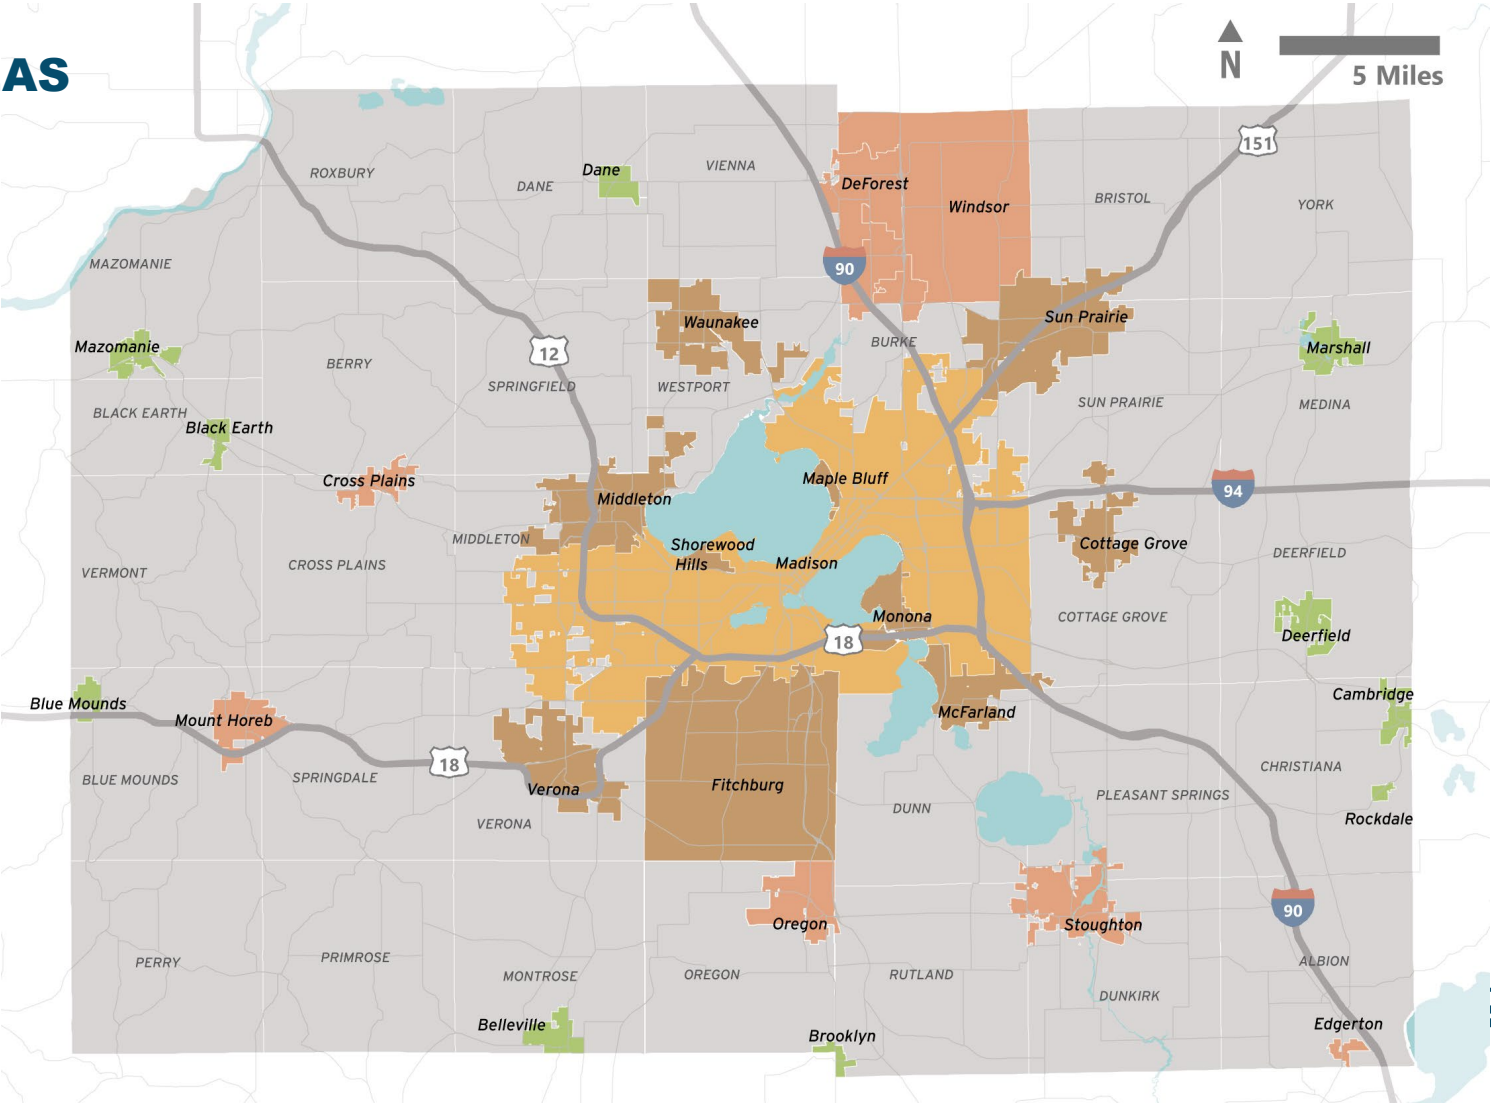 AS
N
5 Miles
151
ROXBURY
Dane
DANE
VIENNA
DeForest
Windsor
BRISTOL
YORK
MAZOMANIE
90
Mazomanie
Waunakee
Sun Prairie
12
BURKE
Marshall
BERRY
SPRINGFIELD
WESTPORT
SUN PRAIRIE
MEDINA
BLACK EARTH
Black Earth
Cross Plains
Middleton
Maple Bluff
94
MIDDLETON
Shorewood
Hills
Madison
Cottage Grove
DEERFIELD
VERMONT
CROSS PLAINS
Monona
COTTAGE GROVE
18
Deerfield
Blue Mounds
Mount Horeb
McFarland
Cambridge
18
BLUE MOUNDS
SPRINGDALE
Verona
Fitchburg
CHRISTIANA
DUNN
PLEASANT SPRINGS
VERONA
Rockdale
Oregon
Stoughton
90
PERRY
PRIMROSE
MONTROSE
OREGON
RUTLAND
ALBION
DUNKIRK
Belleville
Brooklyn
Edgerton